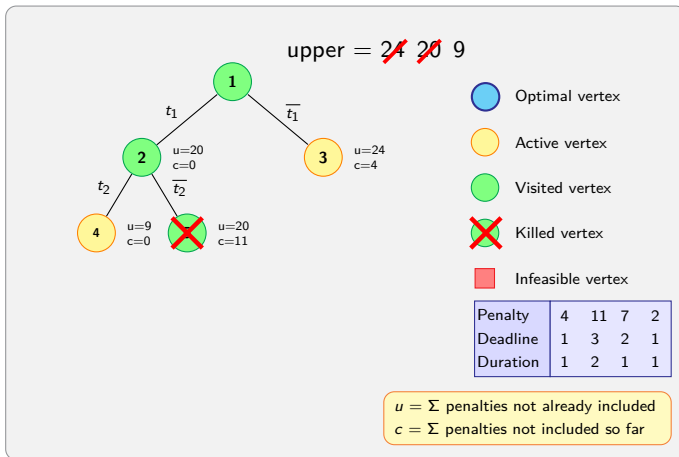 upper = 24 20 9
1
t₁
t̅₁
2
u=20
c=0
3
u=24
c=4
t₂
t̅₂
4
u=9
c=0
u=20
c=11
Optimal vertex
Active vertex
Visited vertex
Killed vertex
Infeasible vertex
Penalty 4 11 7 2
Deadline 1 3 2 1
Duration 1 2 1 1
u = Σ penalties not already included
c = Σ penalties not included so far